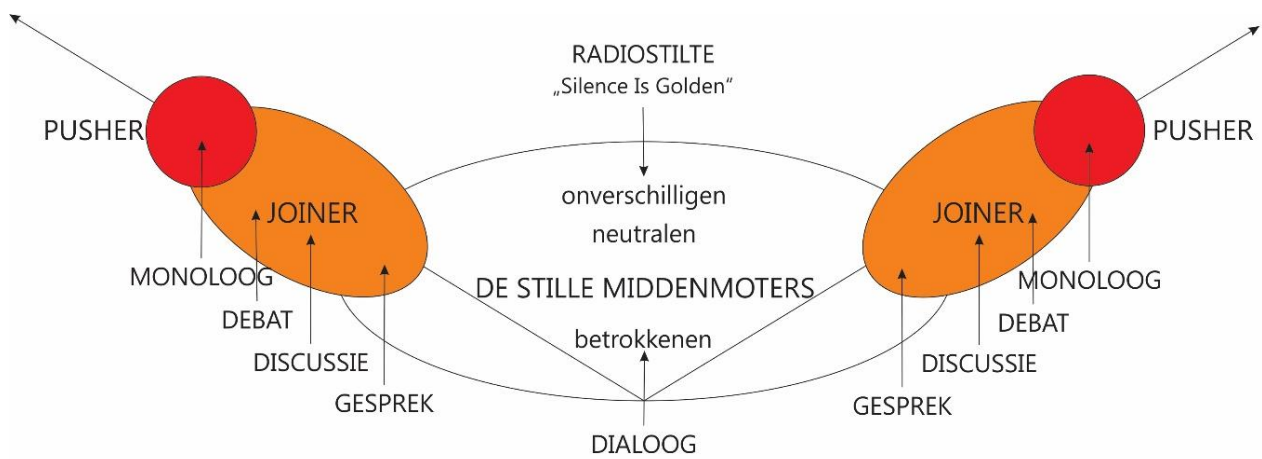 RADIOSTILTE
„Silence Is Golden“
PUSHER
PUSHER
onverschilligen
JOINER
JOINER
neutralen
MONOLOOG
MONOLOOG
DE STILLE MIDDENMOTERS
DEBAT
DEBAT
betrokkenen
DISCUSSIE
DISCUSSIE
GESPREK
GESPREK
DIALOOG